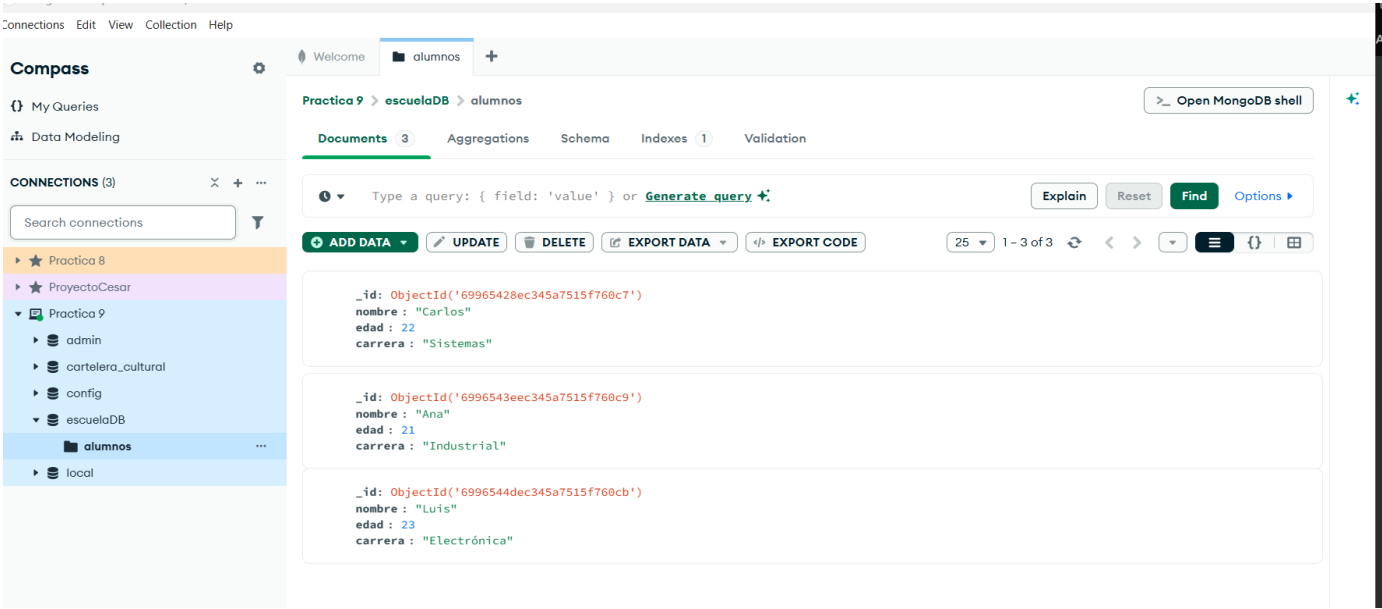 Connections Edit View Collection Help
Compass
Welcome
alumnos
My Queries
Data Modeling
CONNECTIONS (3)
Search connections
Practica 8
ProyectoCesar
Practica 9
admin
cartelera_cultural
config
escuelaDB
alumnos
local
Practica 9 > escuelaDB > alumnos
>_ Open MongoDB shell
Documents 3 Aggregations Schema Indexes 1 Validation
Type a query: { field: 'value' } or Generate query
Explain Reset Find Options
ADD DATA UPDATE DELETE EXPORT DATA EXPORT CODE
25 1 – 3 of 3
_id: ObjectId('69965428ec345a7515f760c7')
nombre : "Carlos"
edad : 22
carrera : "Sistemas"
_id: ObjectId('6996543eec345a7515f760c9')
nombre : "Ana"
edad : 21
carrera : "Industrial"
_id: ObjectId('6996544dec345a7515f760cb')
nombre : "Luis"
edad : 23
carrera : "Electrónica"